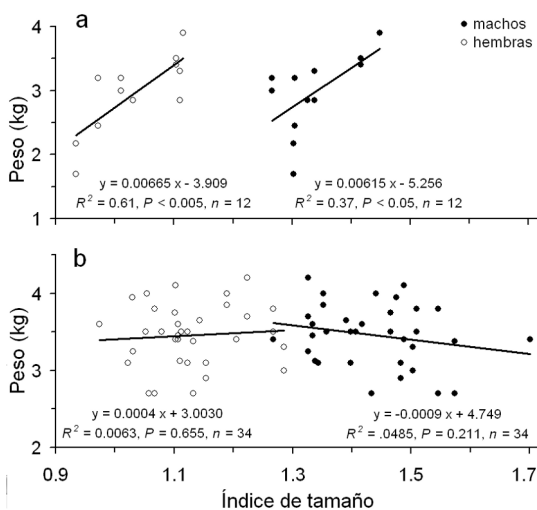 a
machos
hembras
4
3
2
1
Peso (kg)
y = 0.00665 x - 3.909
R² = 0.61, P < 0.005, n = 12
y = 0.00615 x - 5.256
R² = 0.37, P < 0.05, n = 12
b
4
3
2
Peso (kg)
y = 0.0004 x + 3.0030
R² = 0.0063, P = 0.655, n = 34
y = -0.0009 x + 4.749
R² = .0485, P = 0.211, n = 34
0.9 1.1 1.3 1.5 1.7
Índice de tamaño